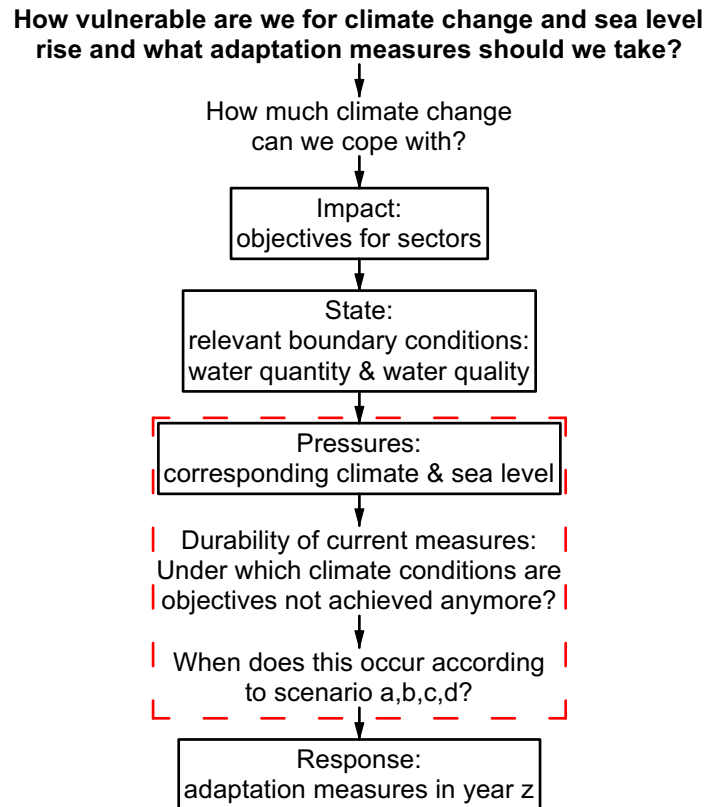 How vulnerable are we for climate change and sea level
rise and what adaptation measures should we take?
How much climate change
can we cope with?
Impact:
objectives for sectors
State:
relevant boundary conditions:
water quantity & water quality
Pressures:
corresponding climate & sea level
Durability of current measures:
Under which climate conditions are
objectives not achieved anymore?
When does this occur according
to scenario a,b,c,d?
Response:
adaptation measures in year z